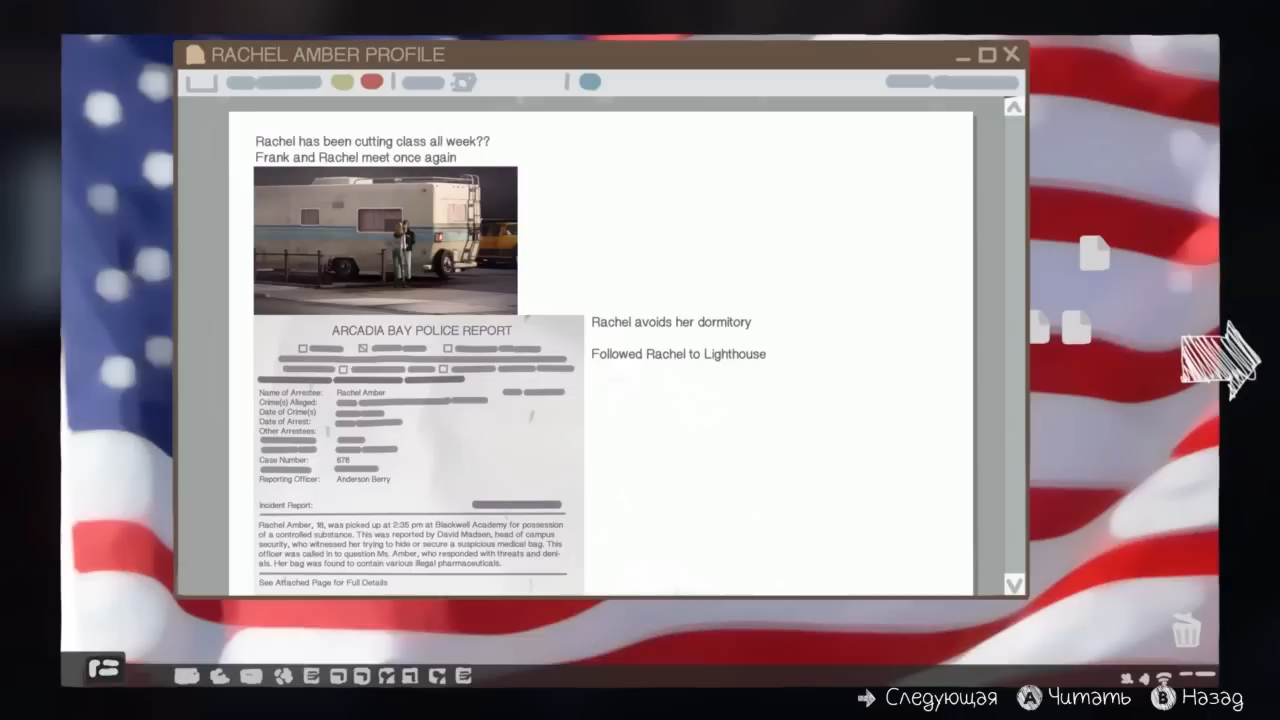 RACHEL AMBER PROFILE
Rachel has been cutting class all week??
Frank and Rachel meet once again
Rachel avoids her dormitory
Followed Rachel to Lighthouse
ARCADIA BAY POLICE REPORT
Name of Arrestee: Rachel Amber
Crime(s) Alleged:
Date of Crime(s)
Date of Arrest:
Other Arrestees:
Case Number: 678
Reporting Officer: Anderson Berry
Incident Report:
Rachel Amber, 18, was picked up at 2:35 pm at Blackwell Academy for possession
of a controlled substance. This was reported by David Madsen, head of campus
security, who witnessed her trying to hide or secure a suspicious medical bag. This
officer was called in to question Ms. Amber, who responded with threats and deni-
als. Her bag was found to contain various illegal pharmaceuticals.
See Attached Page for Full Details
Следующая A Читать B Назад